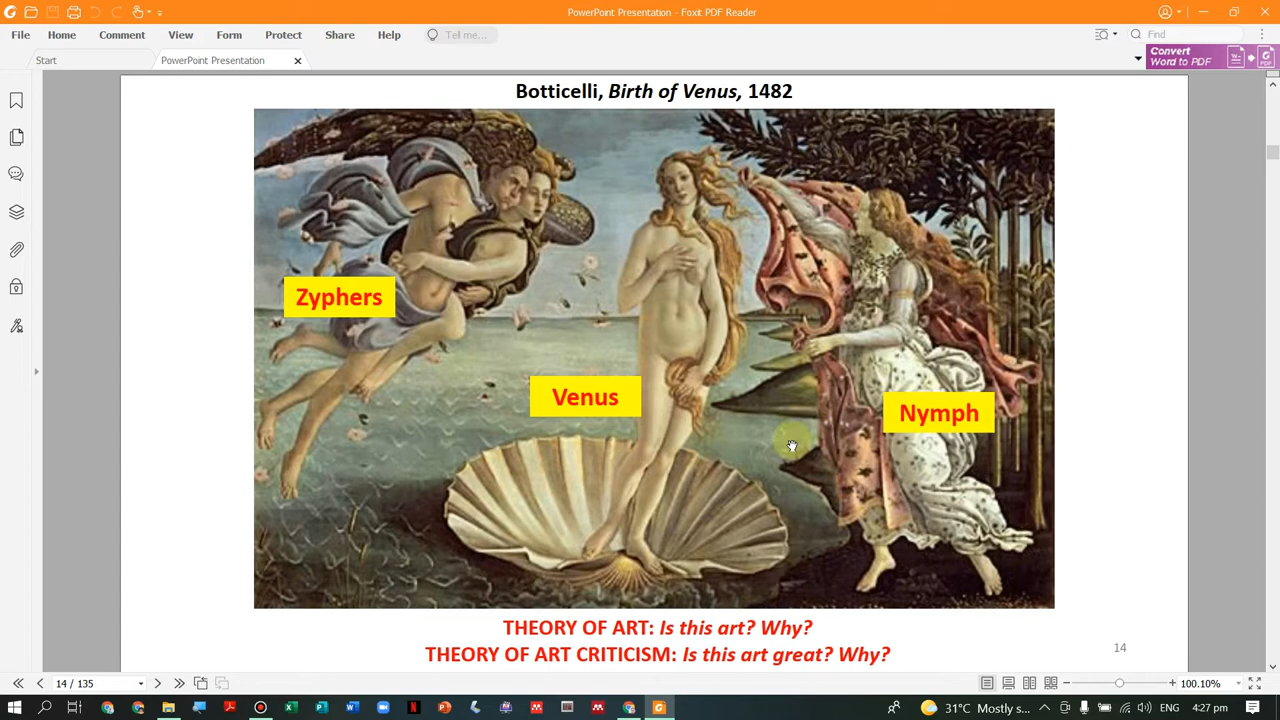 PowerPoint Presentation - Foxit PDF Reader
File Home Comment View Form Protect Share Help Tell me... Find
Start PowerPoint Presentation
Convert
Word to PDF
Botticelli, Birth of Venus, 1482
Zyphers
Venus
Nymph
THEORY OF ART: Is this art? Why?
THEORY OF ART CRITICISM: Is this art great? Why?
14
14 / 135 100.10%
31°C Mostly s... ENG 4:27 pm